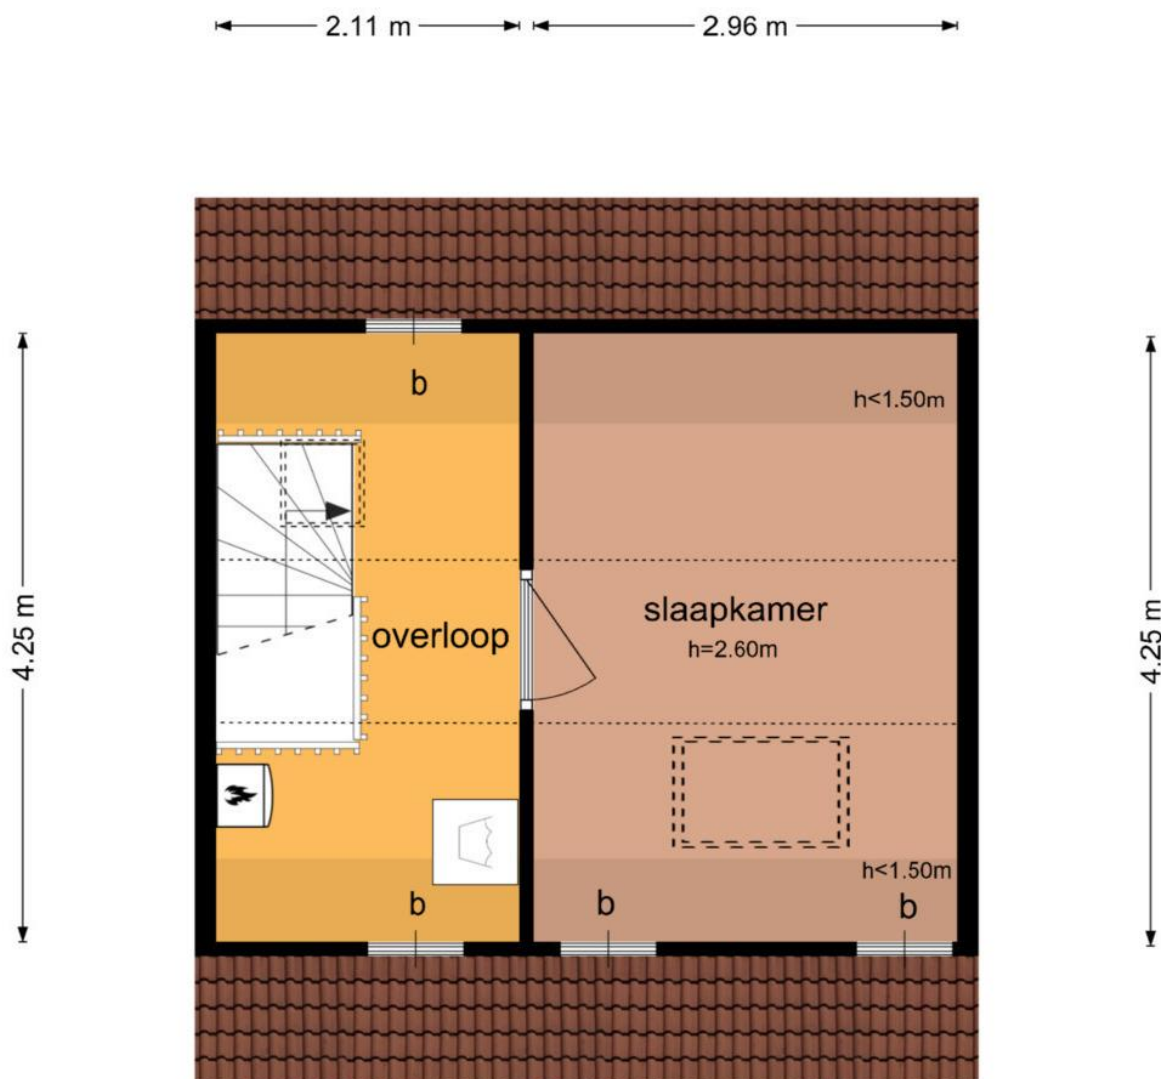 2.11 m
2.96 m
b
h<1.50m
4.25 m
overloop
slaapkamer
h=2.60m
4.25 m
h<1.50m
b
b
b